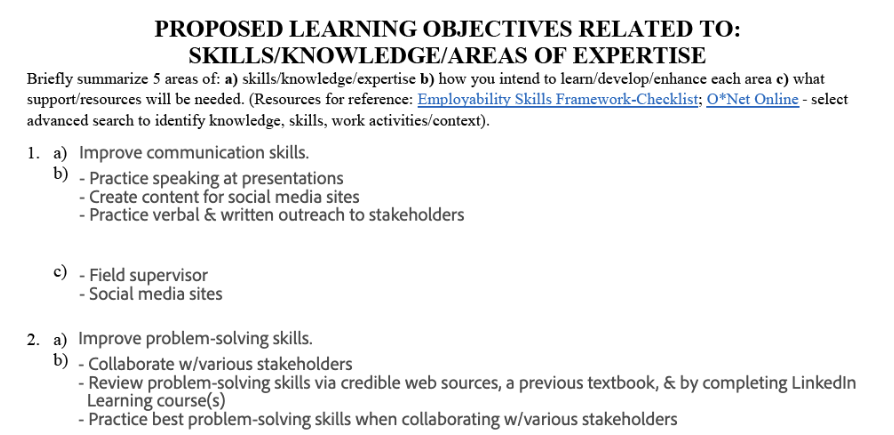 PROPOSED LEARNING OBJECTIVES RELATED TO:
SKILLS/KNOWLEDGE/AREAS OF EXPERTISE
Briefly summarize 5 areas of: a) skills/knowledge/expertise b) how you intend to learn/develop/enhance each area c) what
support/resources will be needed. (Resources for reference: Employability Skills Framework-Checklist; O*Net Online - select
advanced search to identify knowledge, skills, work activities/context).
1. a) Improve communication skills.
b) - Practice speaking at presentations
- Create content for social media sites
- Practice verbal & written outreach to stakeholders
c) - Field supervisor
- Social media sites
2. a) Improve problem-solving skills.
b) - Collaborate w/various stakeholders
- Review problem-solving skills via credible web sources, a previous textbook, & by completing LinkedIn
Learning course(s)
- Practice best problem-solving skills when collaborating w/various stakeholders